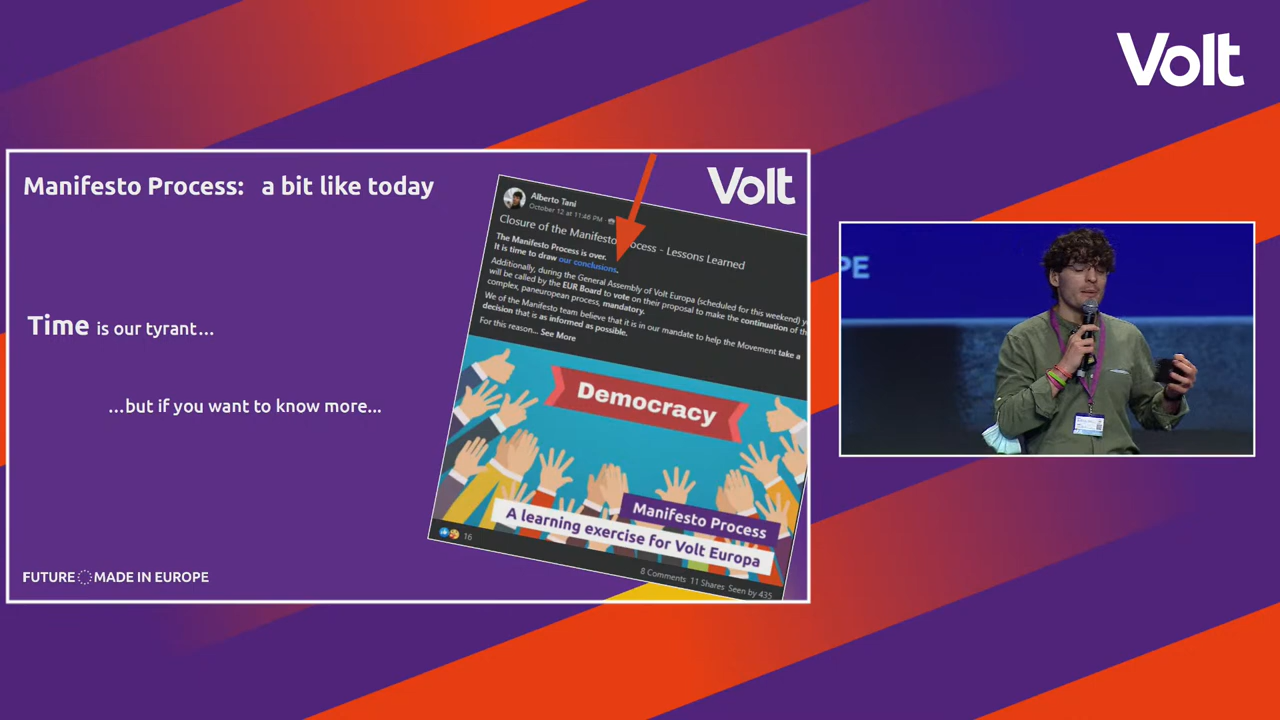 Volt
Manifesto Process: a bit like today
Volt
Time is our tyrant...
...but if you want to know more...
FUTURE MADE IN EUROPE
Alberto Tani
October 12 at 11:46 PM
Closure of the Manifesto Process - Lessons Learned
The Manifesto Process is over.
It is time to draw our conclusions.
Additionally, during the General Assembly of Volt Europa (scheduled for this weekend) y
will be called by the EUR Board to vote on their proposal to make the continuation of th
complex, paneuropean process, mandatory.
We of the Manifesto team believe that it is in our mandate to help the Movement take a
decision that is as informed as possible.
For this reason... See More
Democracy
Manifesto Process
A learning exercise for Volt Europa
16
8 Comments 11 Shares Seen by 435
PE